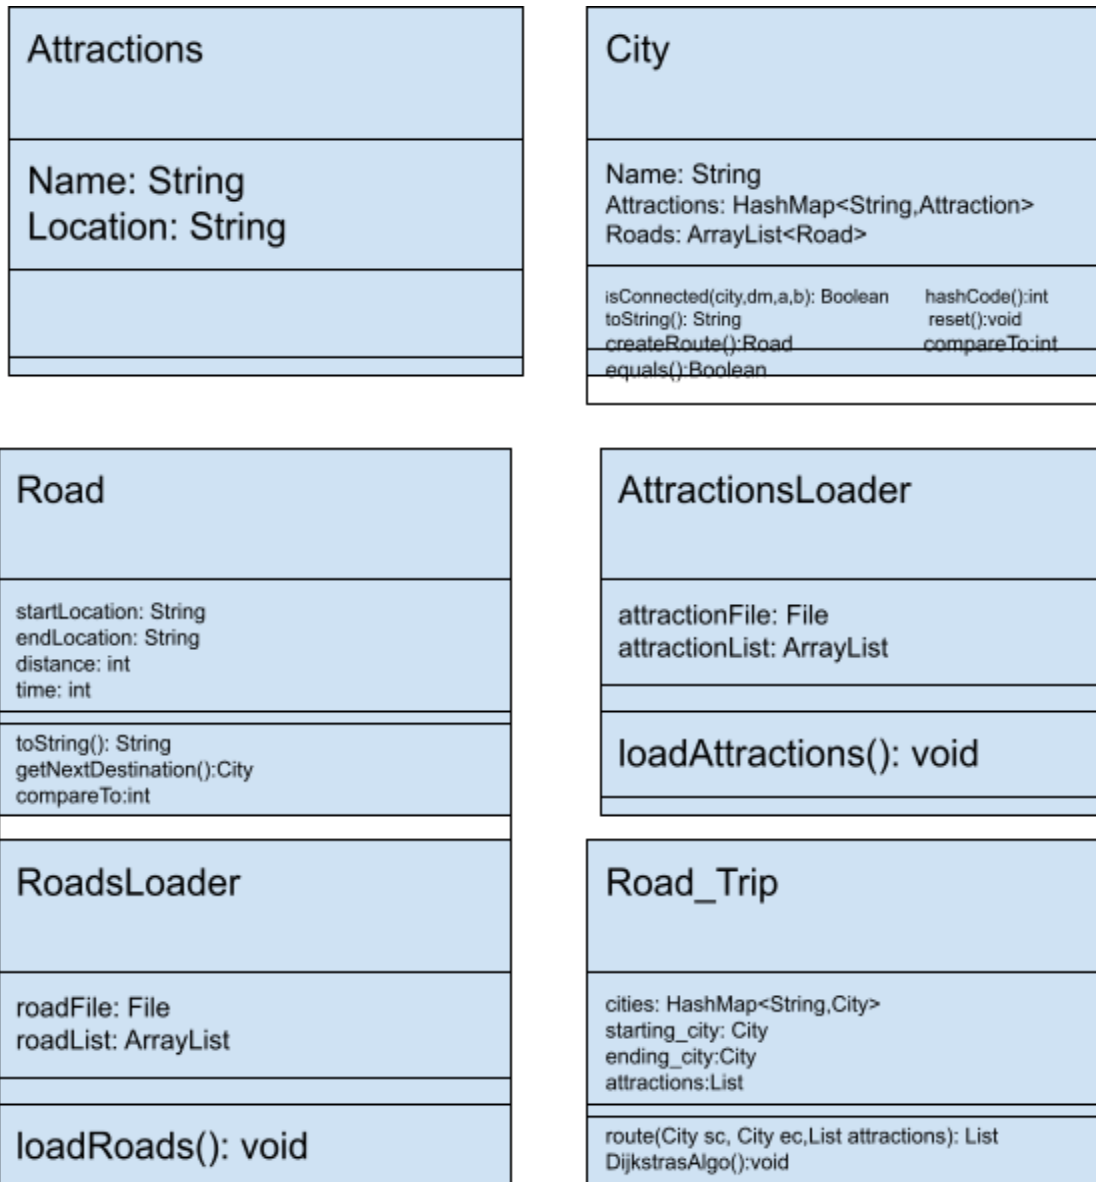 Attractions
Name: String
Location: String
City
Name: String
Attractions: HashMap<String,Attraction>
Roads: ArrayList<Road>
isConnected(city,dm,a,b): Boolean hashCode():int
toString(): String reset():void
createRoute():Road compareTo:int
equals():Boolean
Road
startLocation: String
endLocation: String
distance: int
time: int
toString(): String
getNextDestination():City
compareTo:int
AttractionsLoader
attractionFile: File
attractionList: ArrayList
loadAttractions(): void
RoadsLoader
roadFile: File
roadList: ArrayList
loadRoads(): void
Road_Trip
cities: HashMap<String,City>
starting_city: City
ending_city:City
attractions:List
route(City sc, City ec,List attractions): List
DijkstrasAlgo():void